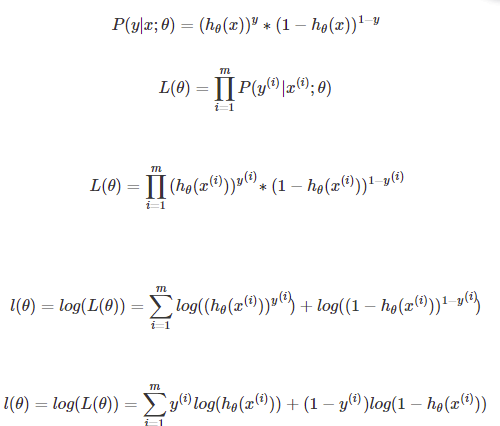 P(y|x; θ) = (h_θ(x))^y * (1 − h_θ(x))^{1−y}
L(θ) = ∏_{i=1}^{m} P(y^{(i)}|x^{(i)}; θ)
L(θ) = ∏_{i=1}^{m} (h_θ(x^{(i)}))^{y^{(i)}} * (1 − h_θ(x^{(i)}))^{1−y^{(i)}}
l(θ) = log(L(θ)) = ∑_{i=1}^{m} log((h_θ(x^{(i)}))^{y^{(i)}}) + log((1 − h_θ(x^{(i)}))^{1−y^{(i)}})
l(θ) = log(L(θ)) = ∑_{i=1}^{m} y^{(i)}log(h_θ(x^{(i)})) + (1 − y^{(i)})log(1 − h_θ(x^{(i)}))